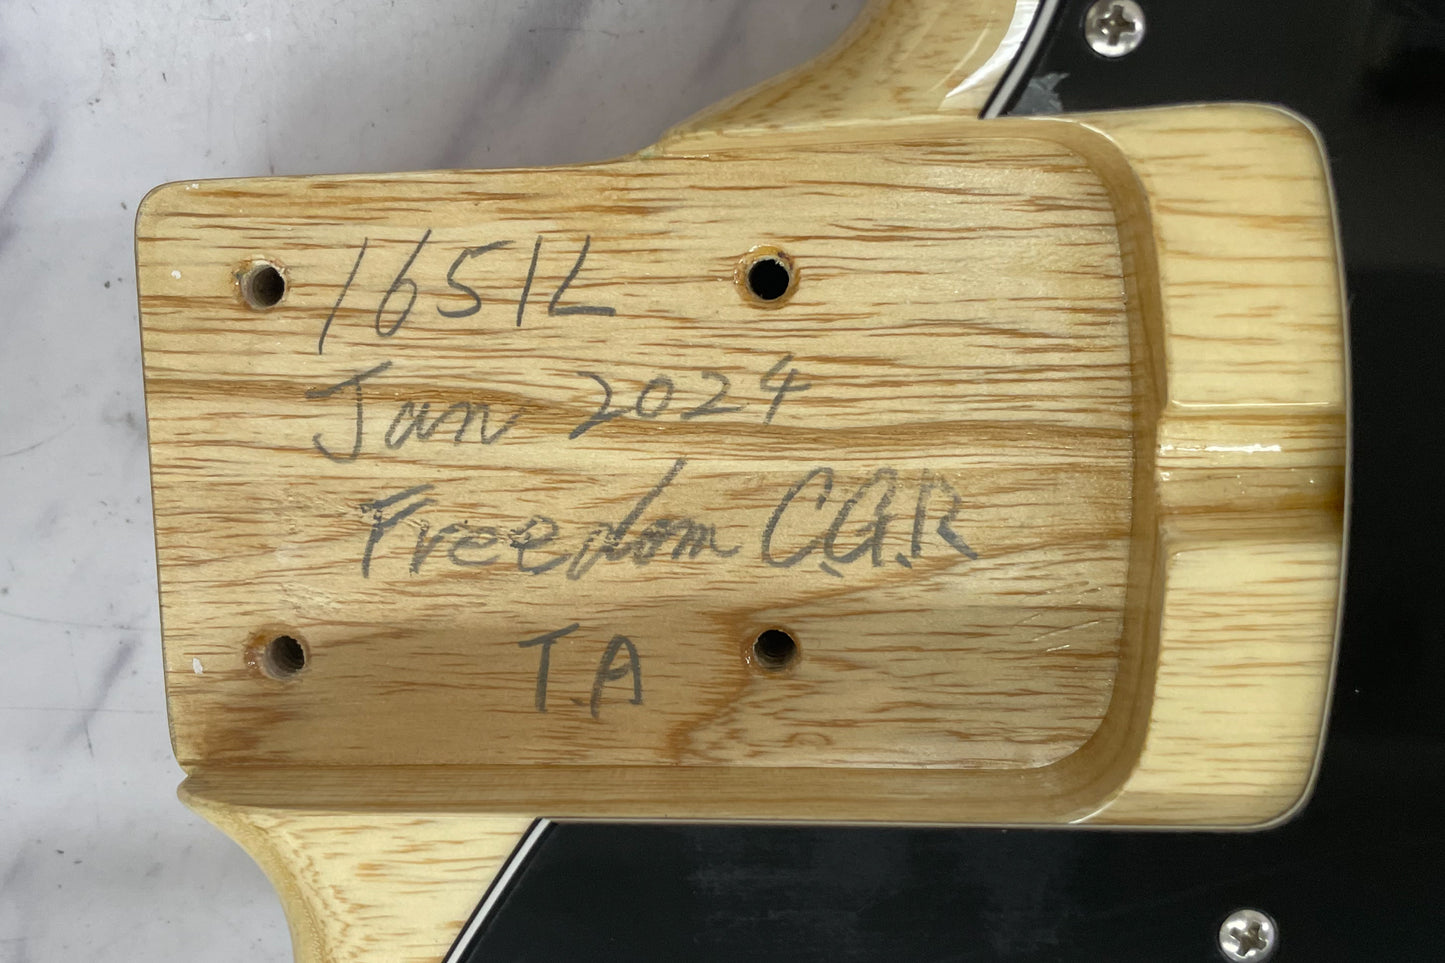 1651L
Jan 2024
Freedom C.G.R
T.A